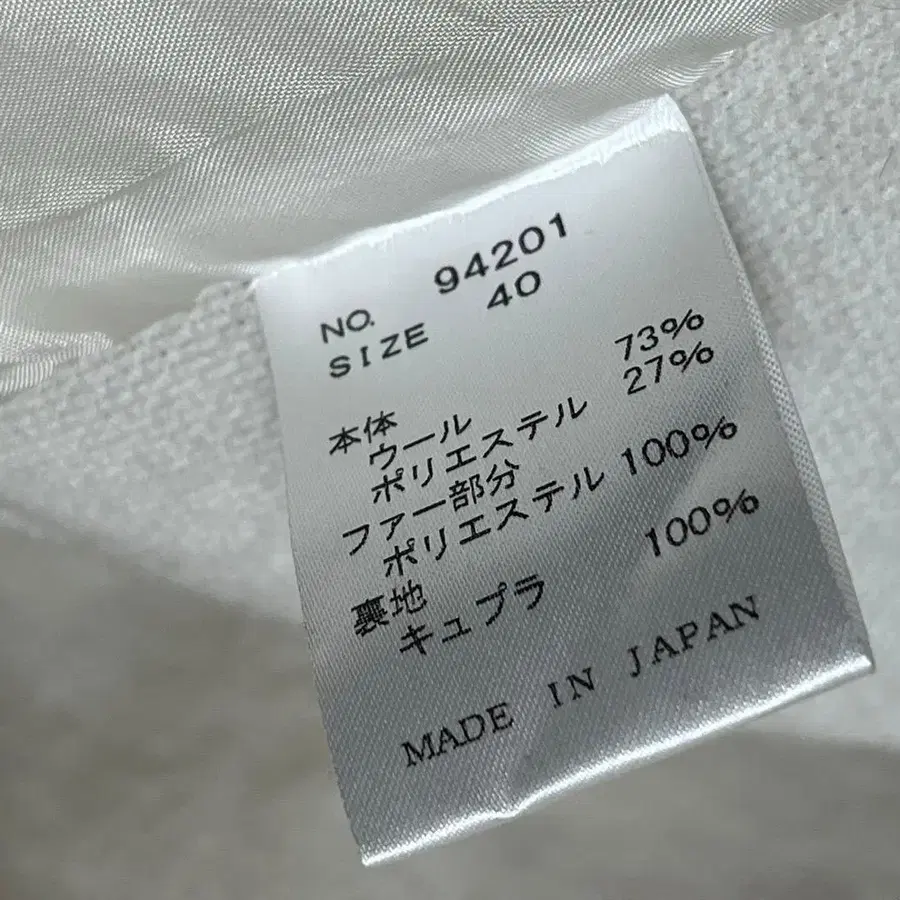 NO. 94201
SIZE 40
本体
ウール 73%
ポリエステル 27%
ファー部分
ポリエステル 100%
裏地
キュプラ 100%
MADE IN JAPAN